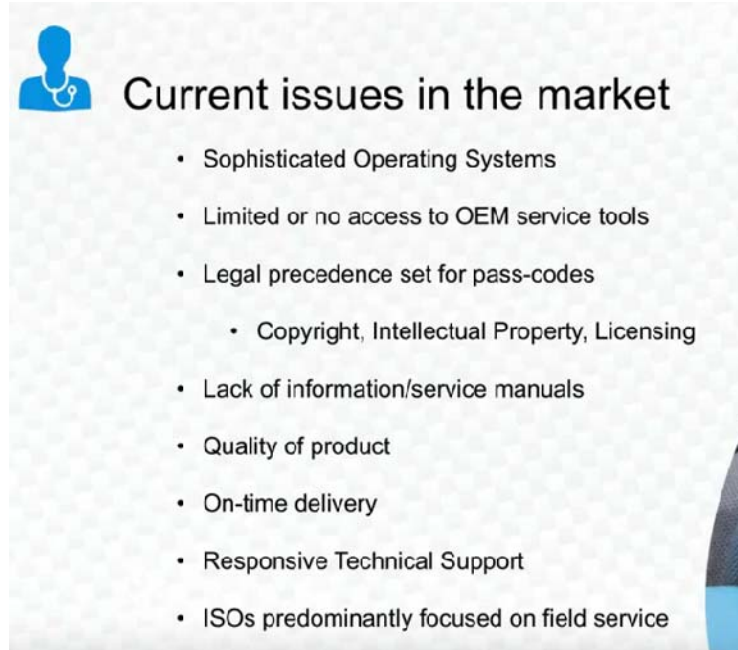 Current issues in the market
• Sophisticated Operating Systems
• Limited or no access to OEM service tools
• Legal precedence set for pass-codes
• Copyright, Intellectual Property, Licensing
• Lack of information/service manuals
• Quality of product
• On-time delivery
• Responsive Technical Support
• ISOs predominantly focused on field service